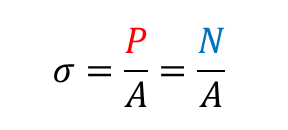 σ = P/A = N/A